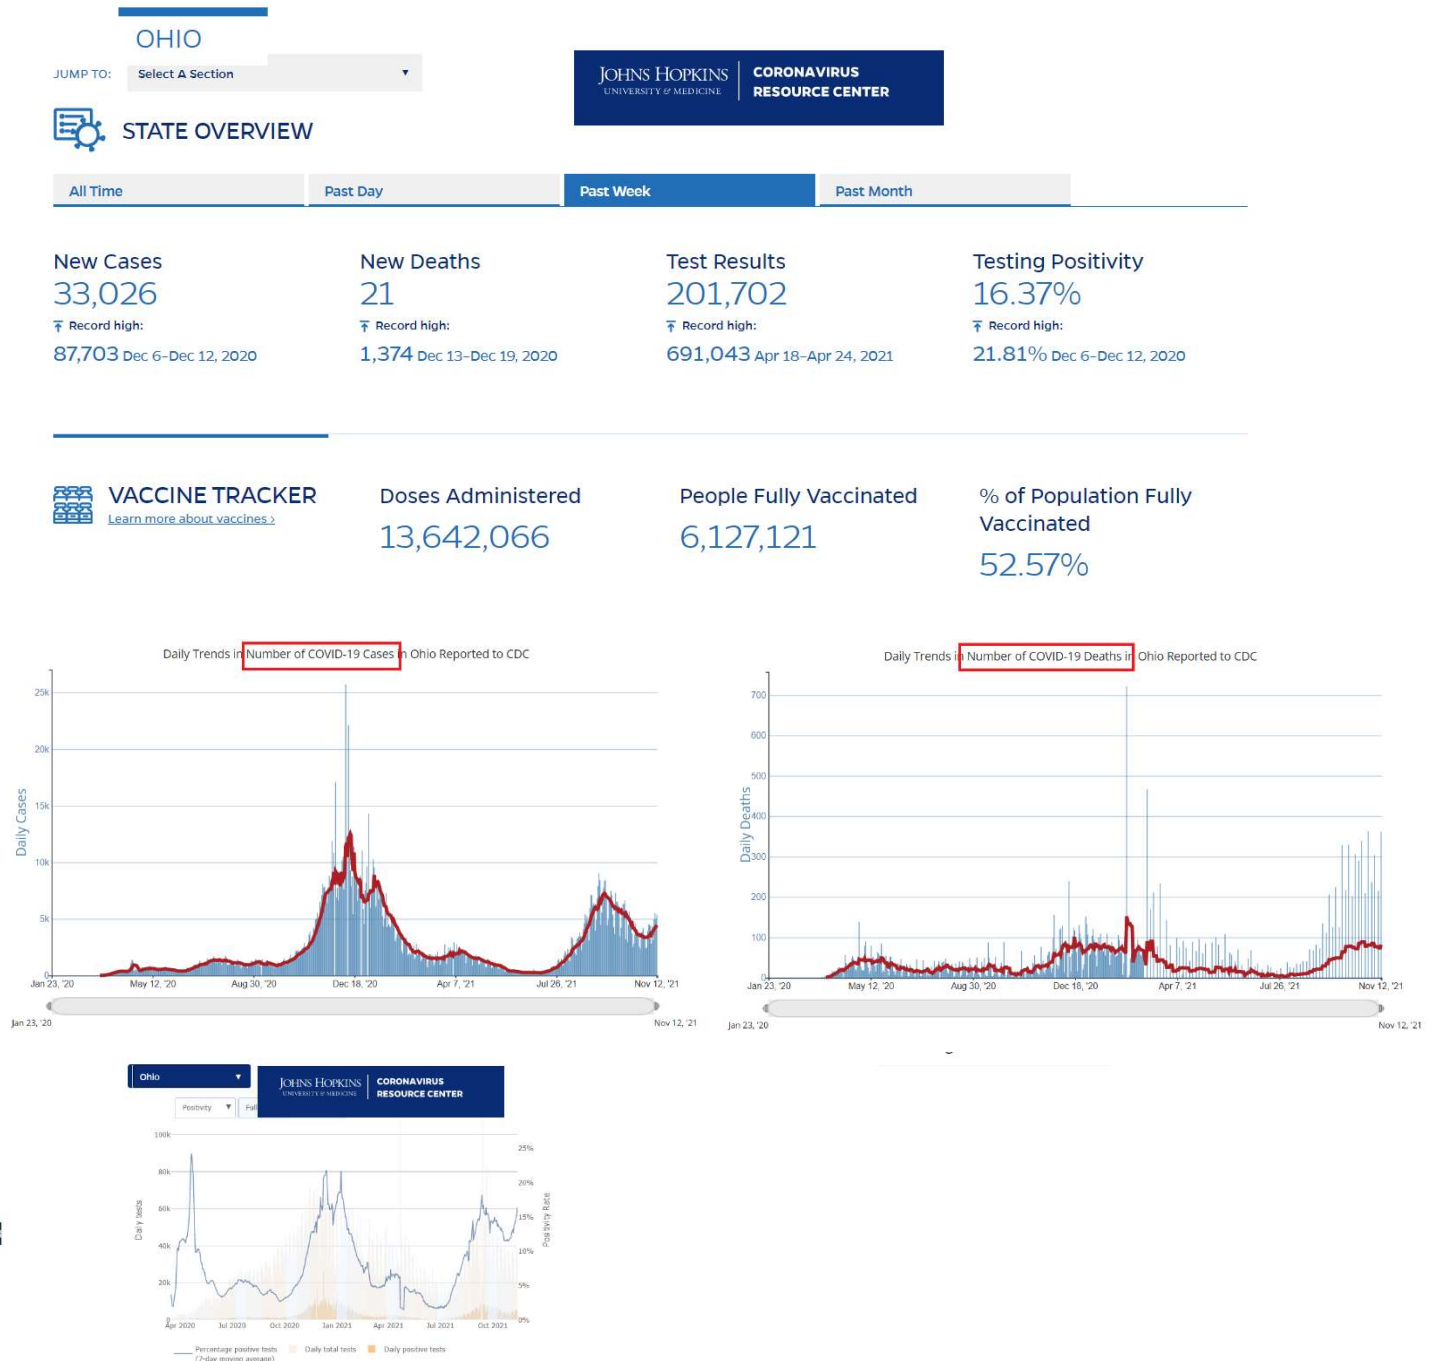 OHIO
JUMP TO:
Select A Section
JOHNS HOPKINS
UNIVERSITY & MEDICINE
CORONAVIRUS
RESOURCE CENTER
STATE OVERVIEW
All Time
Past Day
Past Week
Past Month
New Cases
33,026
Record high:
87,703 Dec 6-Dec 12, 2020
New Deaths
21
Record high:
1,374 Dec 13-Dec 19, 2020
Test Results
201,702
Record high:
691,043 Apr 18-Apr 24, 2021
Testing Positivity
16.37%
Record high:
21.81% Dec 6-Dec 12, 2020
VACCINE TRACKER
Learn more about vaccines ›
Doses Administered
13,642,066
People Fully Vaccinated
6,127,121
% of Population Fully
Vaccinated
52.57%
Daily Trends in Number of COVID-19 Cases in Ohio Reported to CDC
Daily Cases
25k
20k
15k
10k
5k
0
Jan 23, '20
May 12, '20
Aug 30, '20
Dec 18, '20
Apr 7, '21
Jul 26, '21
Nov 12, '21
Jan 23, '20
Nov 12, '21
Daily Trends in Number of COVID-19 Deaths in Ohio Reported to CDC
Daily Deaths
700
600
500
400
300
200
100
0
Jan 23, '20
May 12, '20
Aug 30, '20
Dec 18, '20
Apr 7, '21
Jul 26, '21
Nov 12, '21
Jan 23, '20
Nov 12, '21
Ohio
JOHNS HOPKINS
UNIVERSITY & MEDICINE
CORONAVIRUS
RESOURCE CENTER
Positivity
Full
Daily tests
100k
80k
60k
40k
20k
0
Positivity Rate
25%
20%
15%
10%
5%
0%
Apr 2020
Jul 2020
Oct 2020
Jan 2021
Apr 2021
Jul 2021
Oct 2021
Percentage positive tests
(7-day moving average)
Daily total tests
Daily positive tests